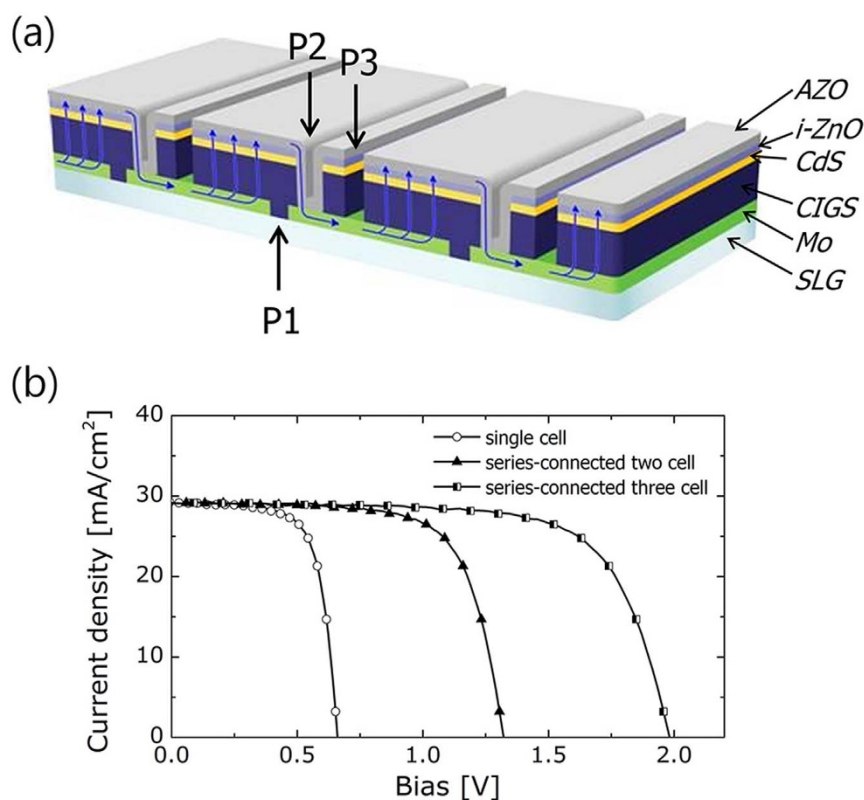 (a)
P2
P3
AZO
i-ZnO
CdS
CIGS
Mo
SLG
P1
(b)
40
30
20
10
0
Current density [mA/cm²]
single cell
series-connected two cell
series-connected three cell
0.0 0.5 1.0 1.5 2.0
Bias [V]